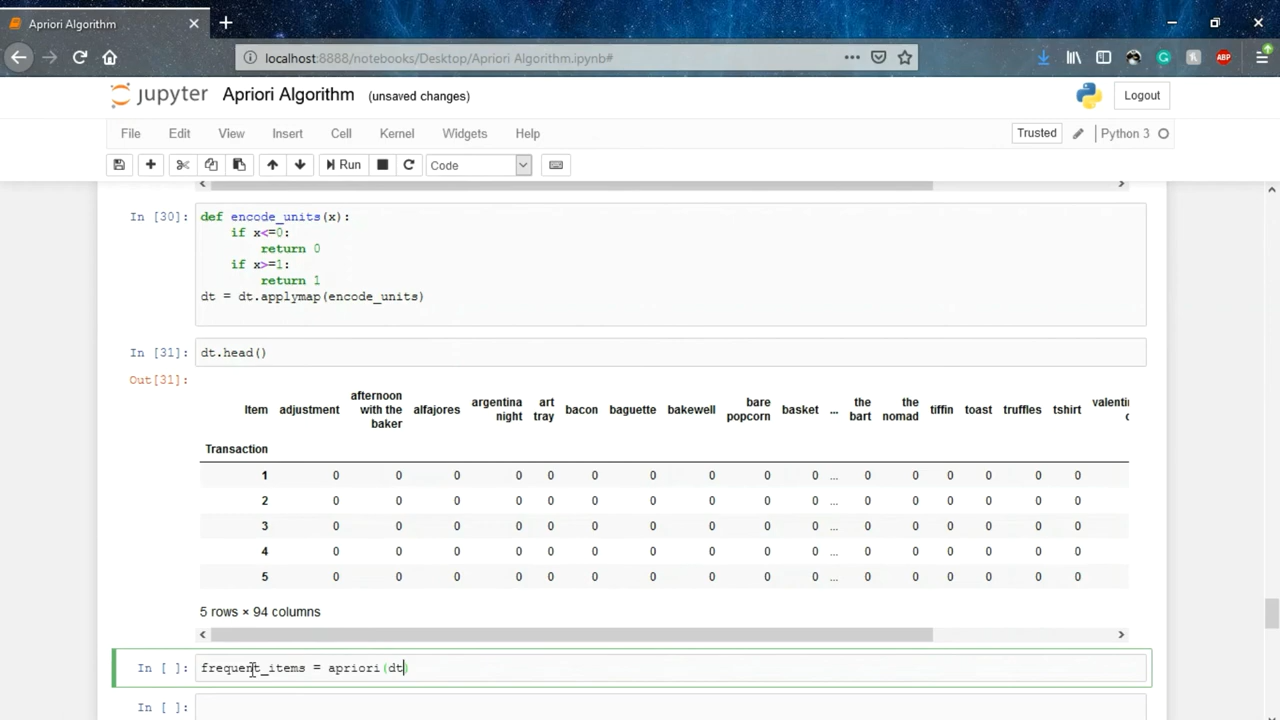 Apriori Algorithm
localhost:8888/notebooks/Desktop/Apriori Algorithm.ipynb#
ABP
jupyter Apriori Algorithm (unsaved changes)
Logout
File Edit View Insert Cell Kernel Widgets Help
Trusted
Python 3
Run
Code
In [30]: def encode_units(x):
if x<=0:
return 0
if x>=1:
return 1
dt = dt.applymap(encode_units)
In [31]: dt.head()
Out[31]:
Item adjustment afternoon with the baker alfajores argentina night art tray bacon baguette bakewell bare popcorn basket ... the bart the nomad tiffin toast truffles tshirt
Transaction
1 0 0 0 0 0 0 0 0 0 0 ... 0 0 0 0 0 0
2 0 0 0 0 0 0 0 0 0 0 ... 0 0 0 0 0 0
3 0 0 0 0 0 0 0 0 0 0 ... 0 0 0 0 0 0
4 0 0 0 0 0 0 0 0 0 0 ... 0 0 0 0 0 0
5 0 0 0 0 0 0 0 0 0 0 ... 0 0 0 0 0 0
5 rows × 94 columns
In [ ]: frequent_items = apriori(dt)
In [ ]: